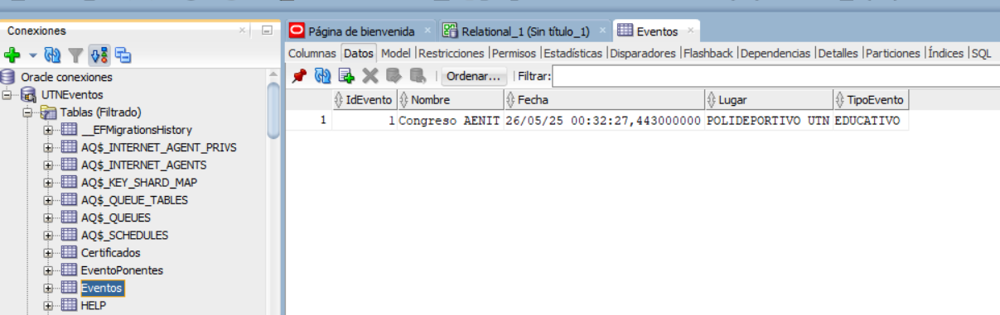 Conexiones
Página de bienvenida
Relational_1 (Sin título_1)
Eventos
Columnas Datos Model | Restricciones | Permisos | Estadísticas | Disparadores | Flashback | Dependencias | Detalles | Particiones | Índices | SQL
Ordenar... Filtrar:
Oracle conexiones
UTNEventos
Tablas (Filtrado)
__EFMigrationsHistory
AQ$_INTERNET_AGENT_PRIVS
AQ$_INTERNET_AGENTS
AQ$_KEY_SHARD_MAP
AQ$_QUEUE_TABLES
AQ$_QUEUES
AQ$_SCHEDULES
Certificados
EventoPonentes
Eventos
HELP
IdEvento Nombre Fecha Lugar TipoEvento
1 1 Congreso AENIT 26/05/25 00:32:27,443000000 POLIDEPORTIVO UTN EDUCATIVO